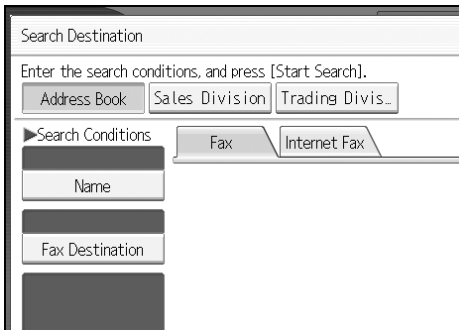 Search Destination
Enter the search conditions, and press [Start Search].
Address Book Sales Division Trading Divis...
▶Search Conditions Fax Internet Fax
Name
Fax Destination